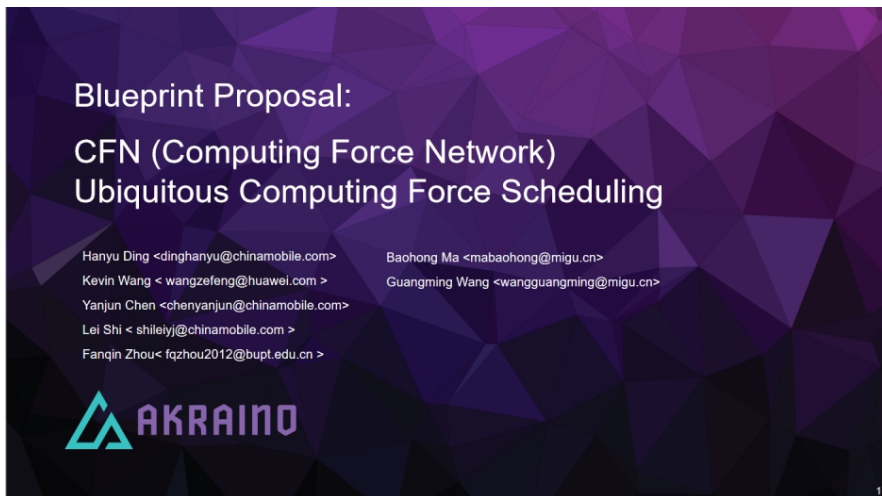 Blueprint Proposal:
CFN (Computing Force Network)
Ubiquitous Computing Force Scheduling
Hanyu Ding <dinghanyu@chinamobile.com>
Kevin Wang < wangzefeng@huawei.com >
Yanjun Chen <chenyanjun@chinamobile.com>
Lei Shi < shileiyj@chinamobile.com >
Fanqin Zhou< fqzhou2012@bupt.edu.cn >
Baohong Ma <mabaohong@migu.cn>
Guangming Wang <wangguangming@migu.cn>
AKRAINO
1